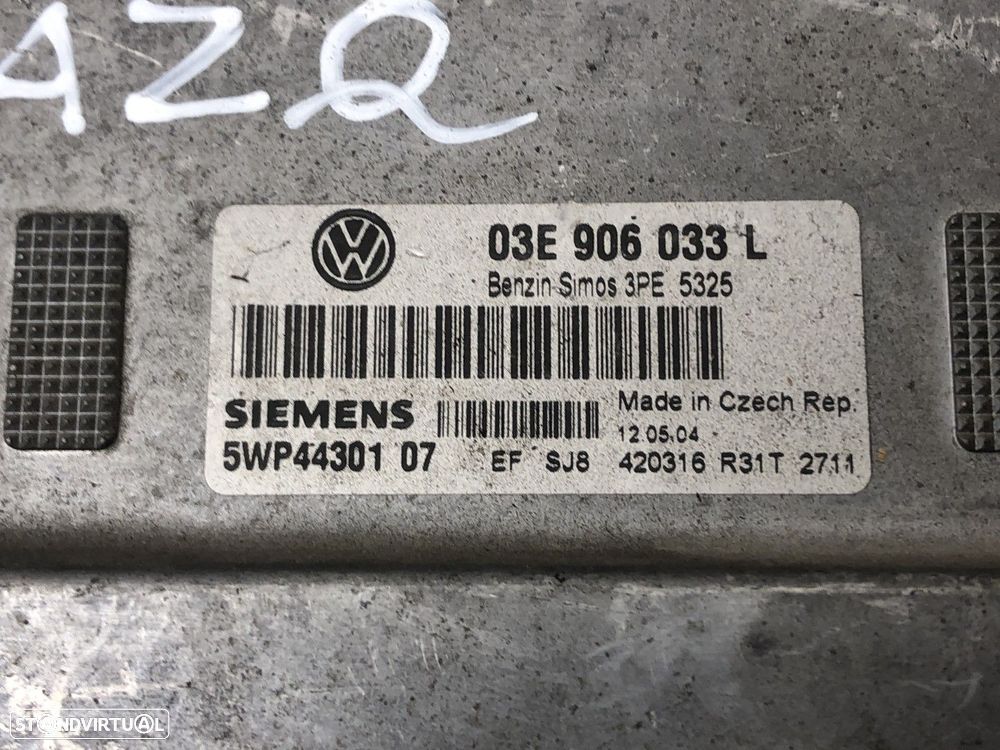 AZQ
03E 906 033 L
Benzin Simos 3PE 5325
SIEMENS
Made in Czech Rep.
12.05.04
5WP44301 07
EF SJ8 420316 R31T 2711
STANDVIRTUAL